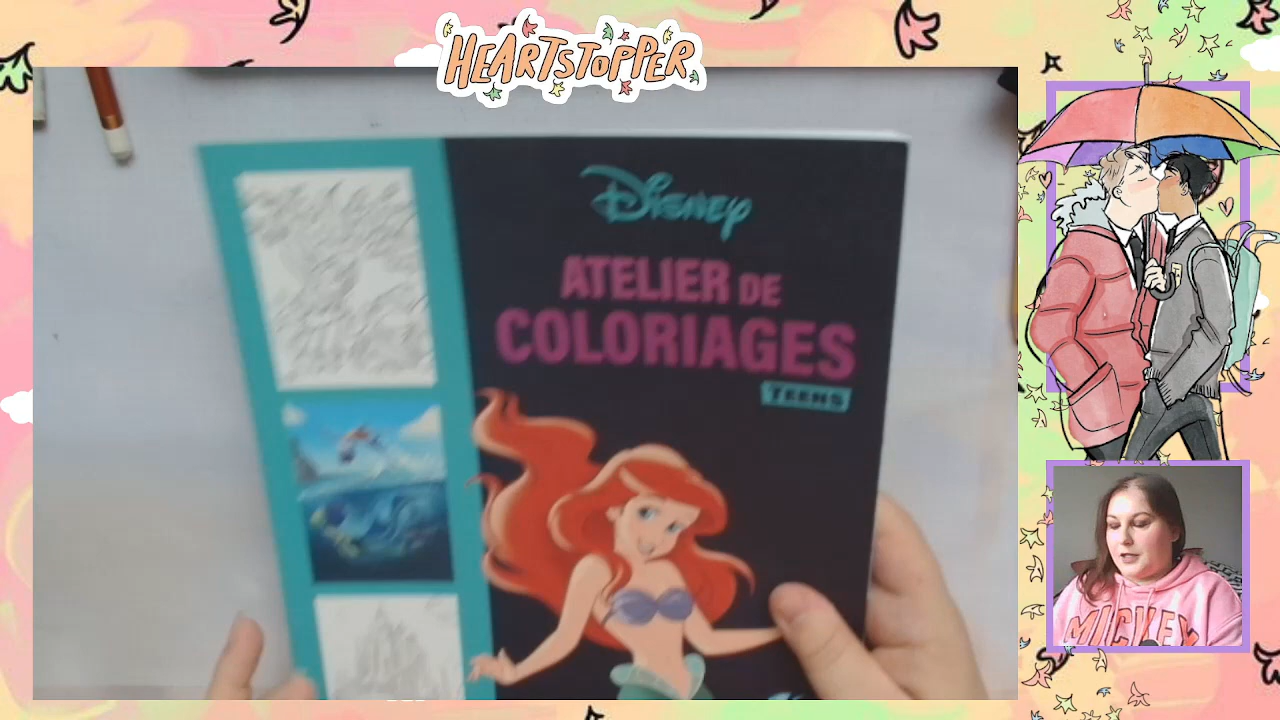 HEARTSTOPPER
DISNEY
ATELIER DE
COLORIAGES
TEENS
MICKEY